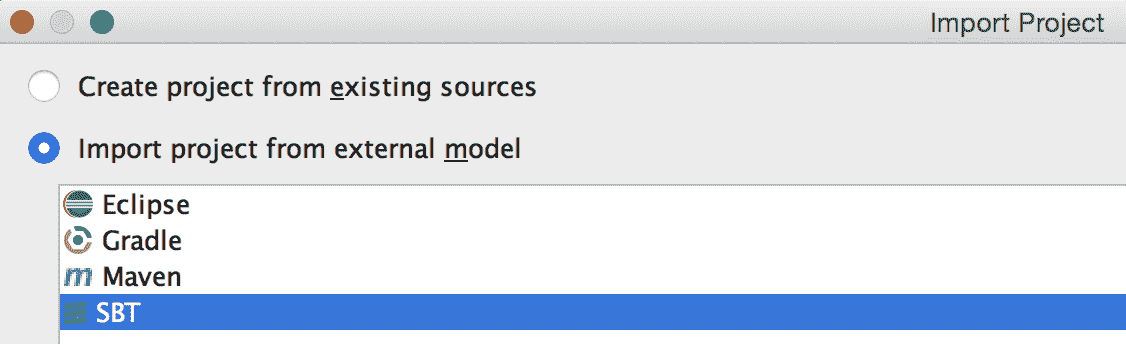 Import Project
Create project from existing sources
Import project from external model
Eclipse
Gradle
Maven
SBT